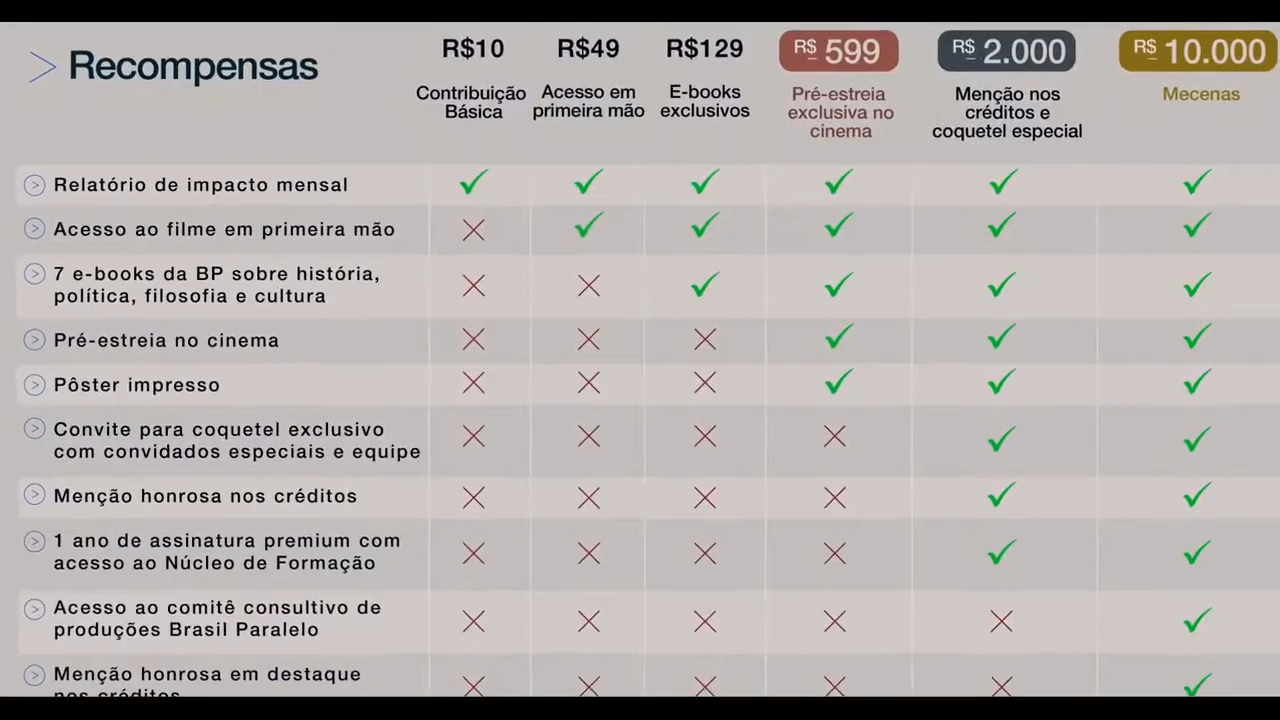 Recompensas
R$10
R$49
R$129
R$ 599
R$ 2.000
R$ 10.000
Contribuição
Básica
Acesso em
primeira mão
E-books
exclusivos
Pré-estreia
exclusiva no
cinema
Menção nos
créditos e
coquetel especial
Mecenas
Relatório de impacto mensal
Acesso ao filme em primeira mão
7 e-books da BP sobre história,
política, filosofia e cultura
Pré-estreia no cinema
Pôster impresso
Convite para coquetel exclusivo
com convidados especiais e equipe
Menção honrosa nos créditos
1 ano de assinatura premium com
acesso ao Núcleo de Formação
Acesso ao comitê consultivo de
produções Brasil Paralelo
Menção honrosa em destaque
nos créditos